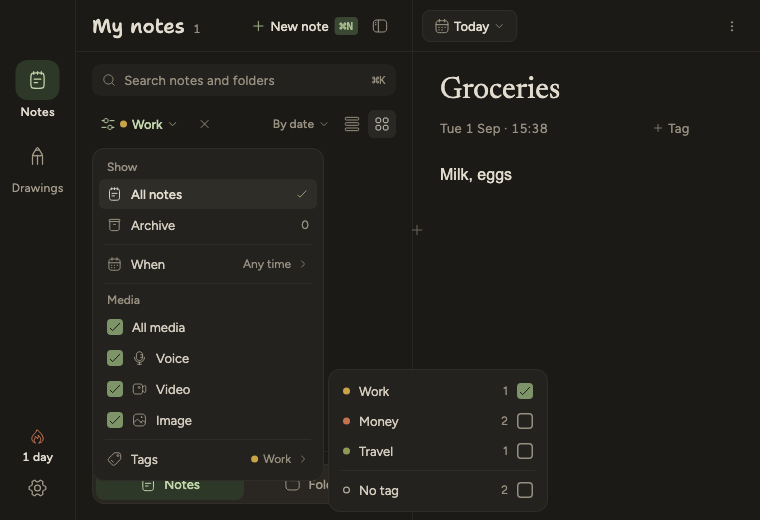 My notes 1
+ New note ⌘N
Today
Search notes and folders ⌘K
Work
By date
Notes
Drawings
Show
All notes
Archive 0
When Any time
Media
All media
Voice
Video
Image
Tags Work
Notes
1 day
Work 1
Money 2
Travel 1
No tag 2
Groceries
Tue 1 Sep · 15:38
+ Tag
Milk, eggs